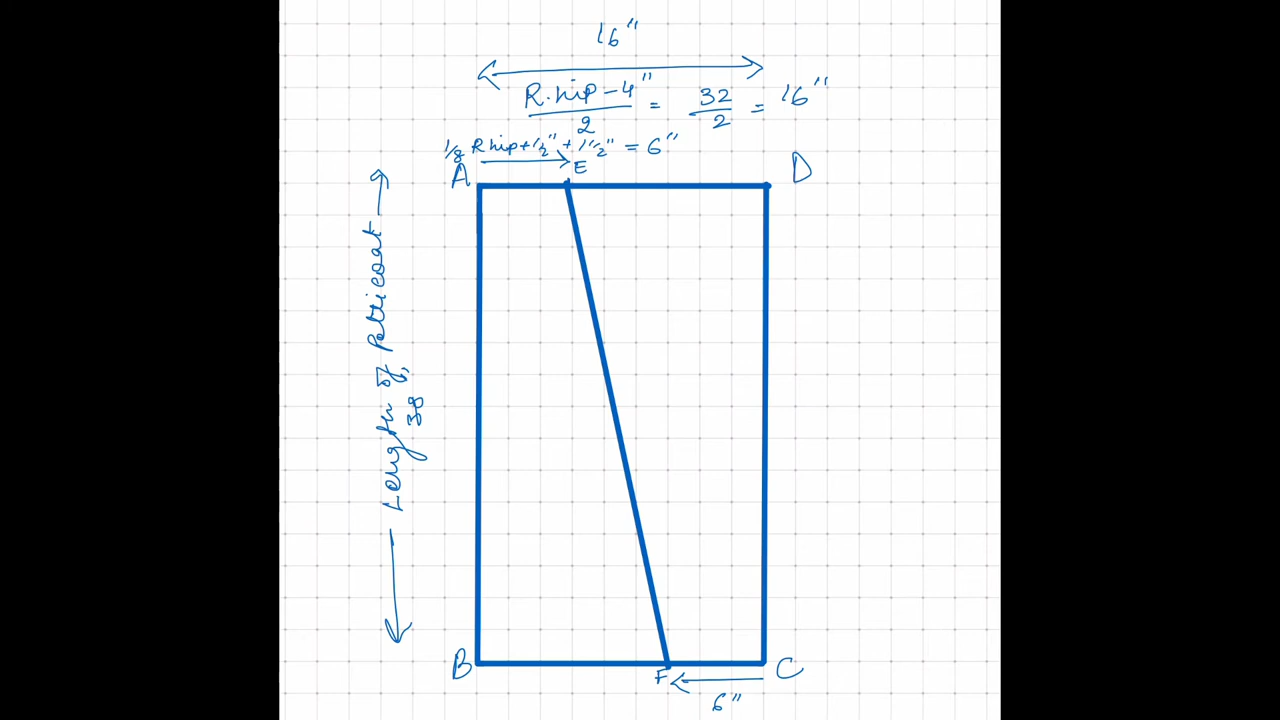 16"
R.hip-4"/2 = 32/2 = 16"
1/8 R hip + 1/2" + 1 1/2" = 6"
A E D
Length of Petticoat
38
B F C
6"